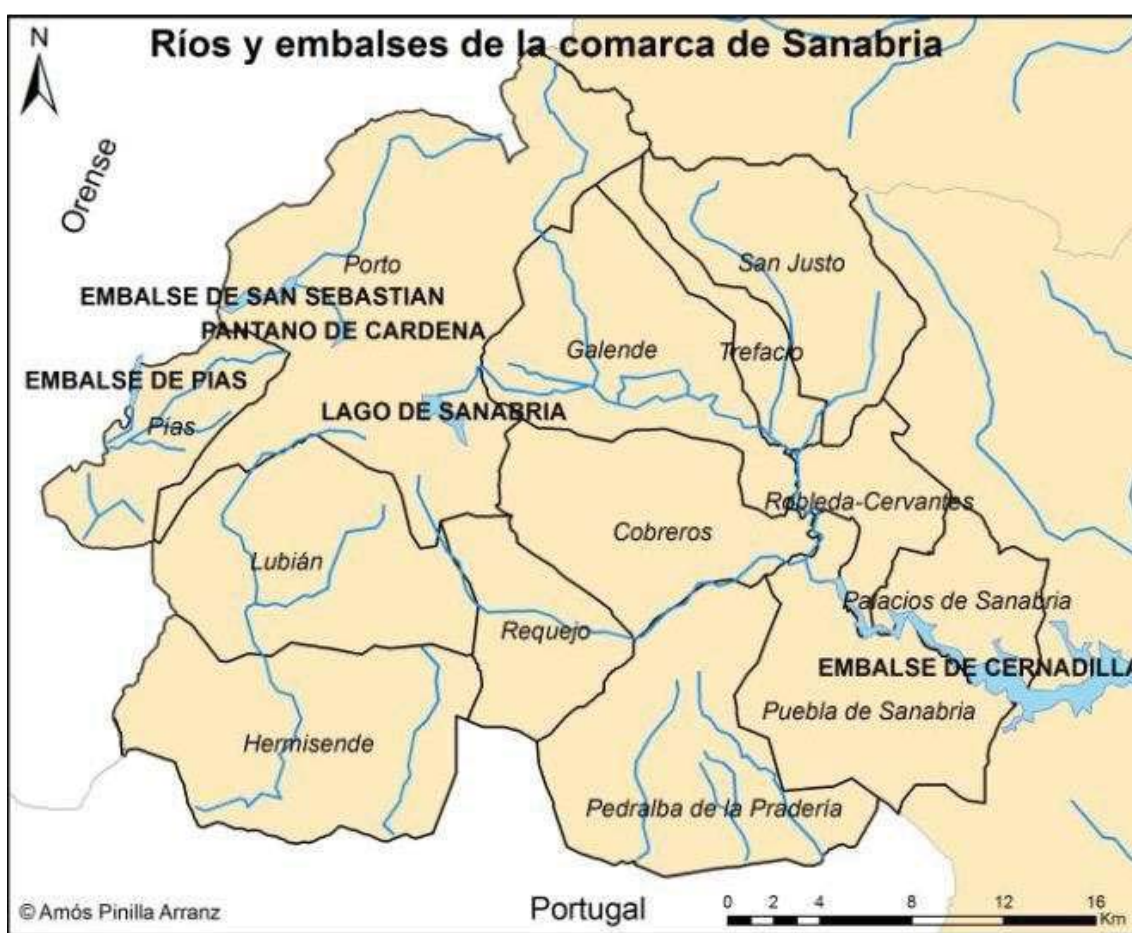 Ríos y embalses de la comarca de Sanabria
N
Orense
Porto
San Justo
EMBALSE DE SAN SEBASTIAN
PANTANO DE CARDENA
Galende
Trefacio
EMBALSE DE PIAS
LAGO DE SANABRIA
Pías
Robleda-Cervantes
Cobreros
Lubián
Palacios de Sanabria
Requejo
EMBALSE DE CERNADILLA
Puebla de Sanabria
Hermisende
Pedralba de la Pradería
© Amós Pinilla Arranz
Portugal
0 2 4 8 12 16
Km